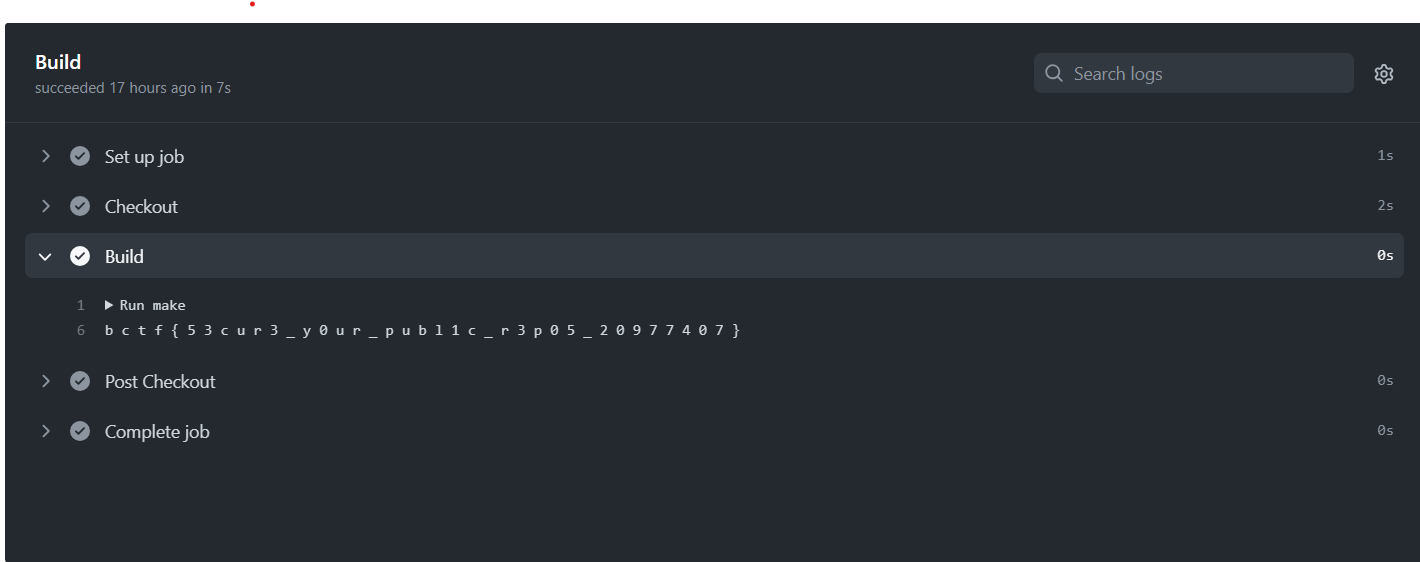 Build
succeeded 17 hours ago in 7s
Search logs
Set up job 1s
Checkout 2s
Build 0s
1 Run make
6 b c t f { 5 3 c u r 3 _ y 0 u r _ p u b l 1 c _ r 3 p 0 5 _ 2 0 9 7 7 4 0 7 }
Post Checkout 0s
Complete job 0s